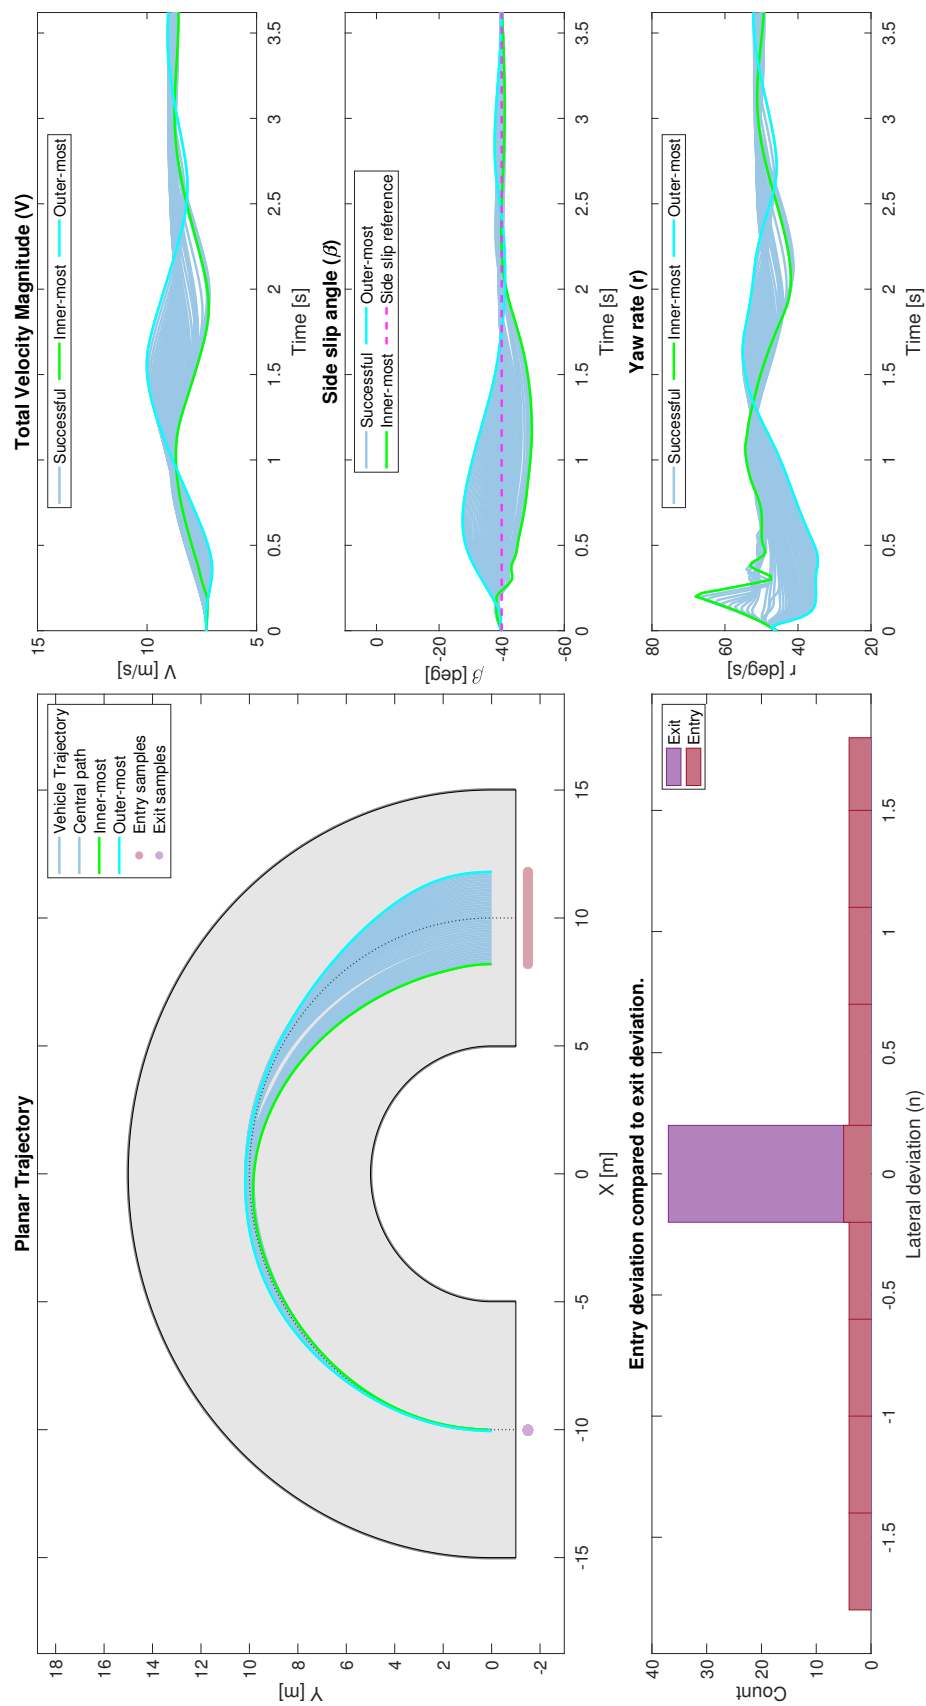 Planar Trajectory
Y [m]
18
16
14
12
10
8
6
4
2
0
-2
-15
-10
-5
0
5
10
15
X [m]
Vehicle Trajectory
Central path
Inner-most
Outer-most
Entry samples
Exit samples
Total Velocity Magnitude (V)
V [m/s]
15
10
5
0
0.5
1
1.5
2
2.5
3
3.5
Time [s]
Successful
Inner-most
Outer-most
Side slip angle (β)
β [deg]
0
-20
-40
-60
0
0.5
1
1.5
2
2.5
3
3.5
Time [s]
Successful
Inner-most
Outer-most
Side slip reference
Entry deviation compared to exit deviation.
Count
40
30
20
10
0
-1.5
-1
-0.5
0
0.5
1
1.5
Lateral deviation (n)
Exit
Entry
Yaw rate (r)
r [deg/s]
80
60
40
20
0
0.5
1
1.5
2
2.5
3
3.5
Time [s]
Successful
Inner-most
Outer-most